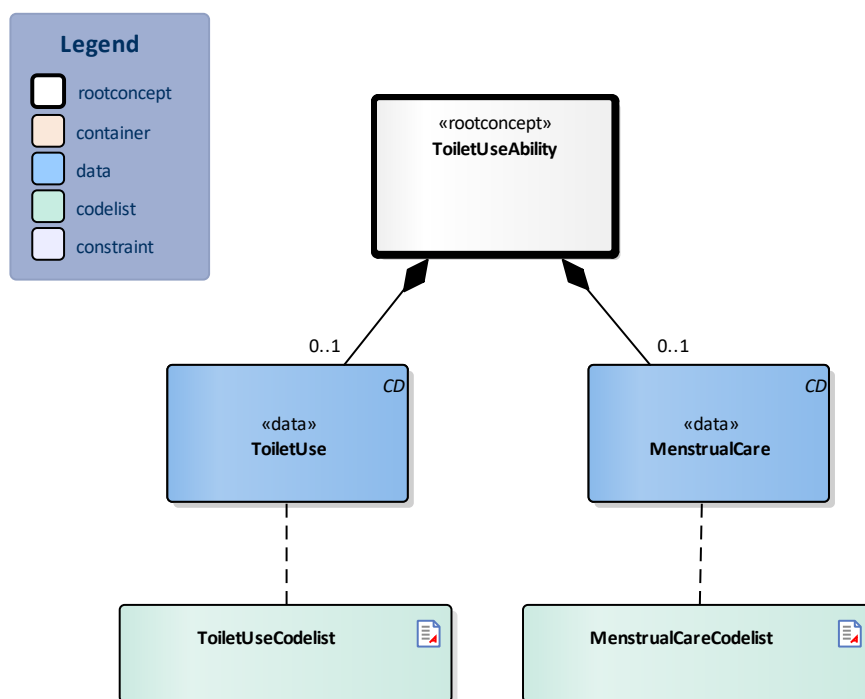 Legend
rootconcept
container
data
codelist
constraint
«rootconcept»
ToiletUseAbility
0..1
0..1
CD
«data»
ToiletUse
CD
«data»
MenstrualCare
ToiletUseCodelist
MenstrualCareCodelist